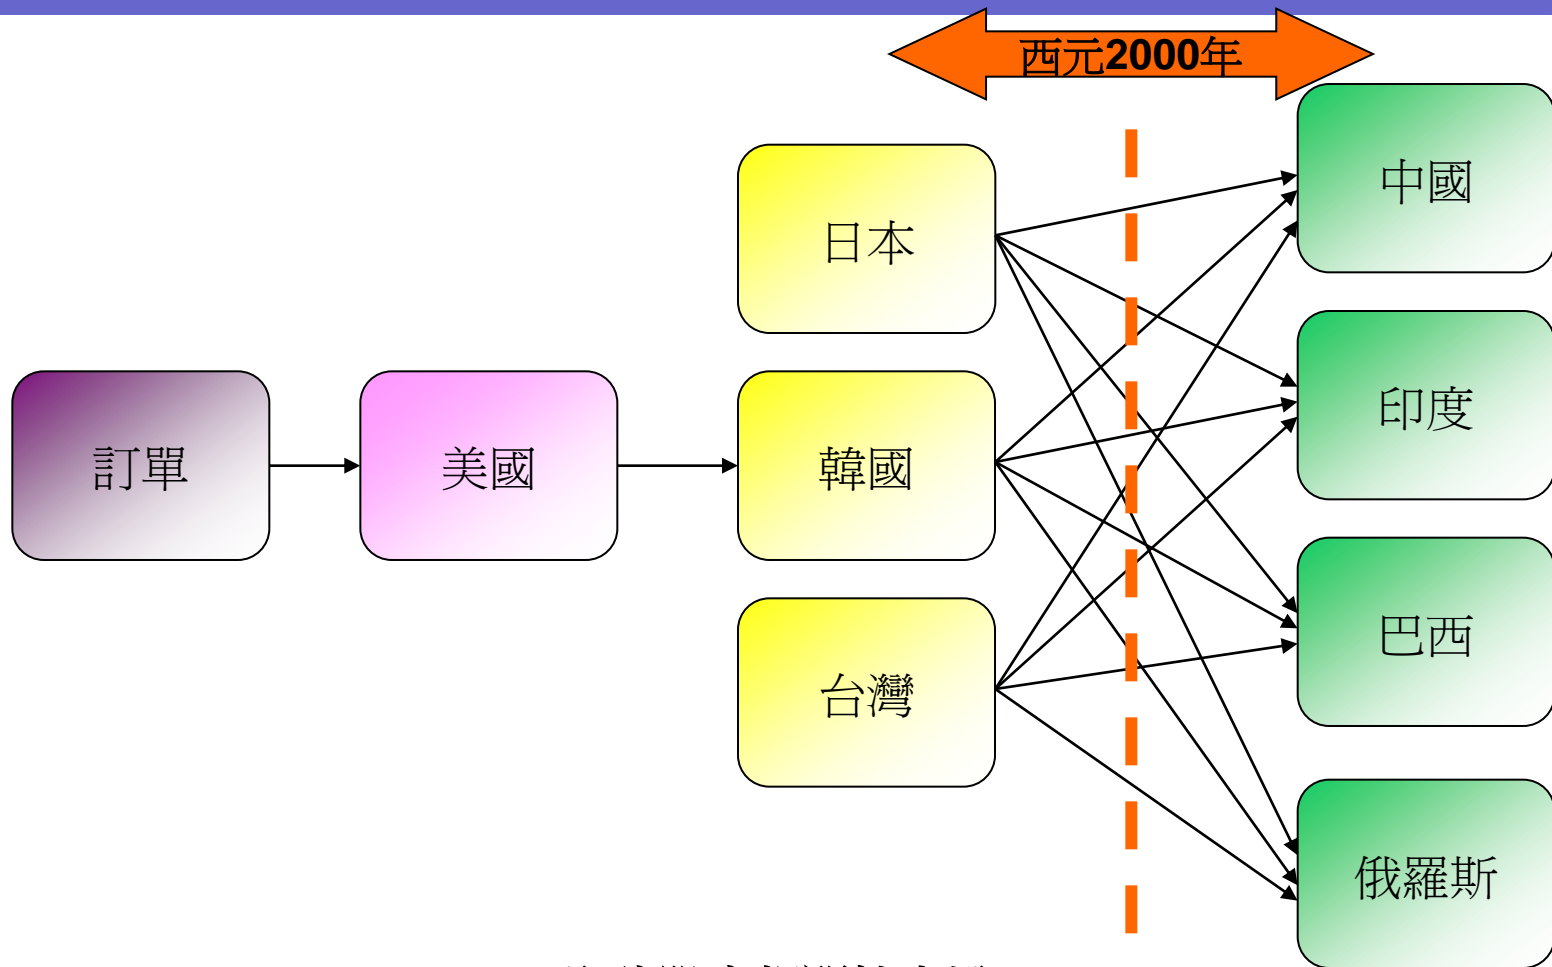 西元2000年
中國
日本
印度
訂單
美國
韓國
巴西
台灣
俄羅斯